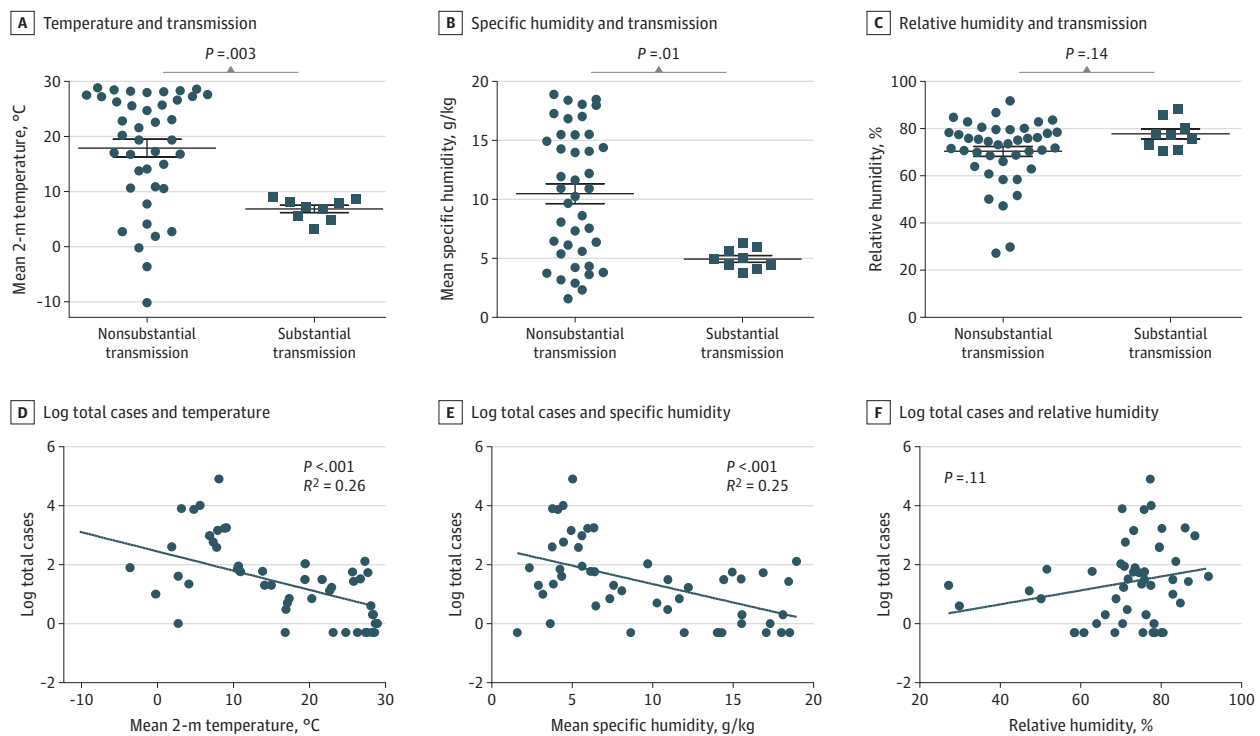 A Temperature and transmission
P =.003
30
20
10
0
-10
Mean 2-m temperature, °C
Nonsubstantial
transmission
Substantial
transmission
B Specific humidity and transmission
P =.01
20
15
10
5
0
Mean specific humidity, g/kg
Nonsubstantial
transmission
Substantial
transmission
C Relative humidity and transmission
P =.14
100
80
60
40
20
0
Relative humidity, %
Nonsubstantial
transmission
Substantial
transmission
D Log total cases and temperature
P <.001
R² = 0.26
6
4
2
0
-2
Log total cases
-10 0 10 20 30
Mean 2-m temperature, °C
E Log total cases and specific humidity
P <.001
R² = 0.25
6
4
2
0
-2
Log total cases
0 5 10 15 20
Mean specific humidity, g/kg
F Log total cases and relative humidity
P =.11
6
4
2
0
-2
Log total cases
20 40 60 80 100
Relative humidity, %